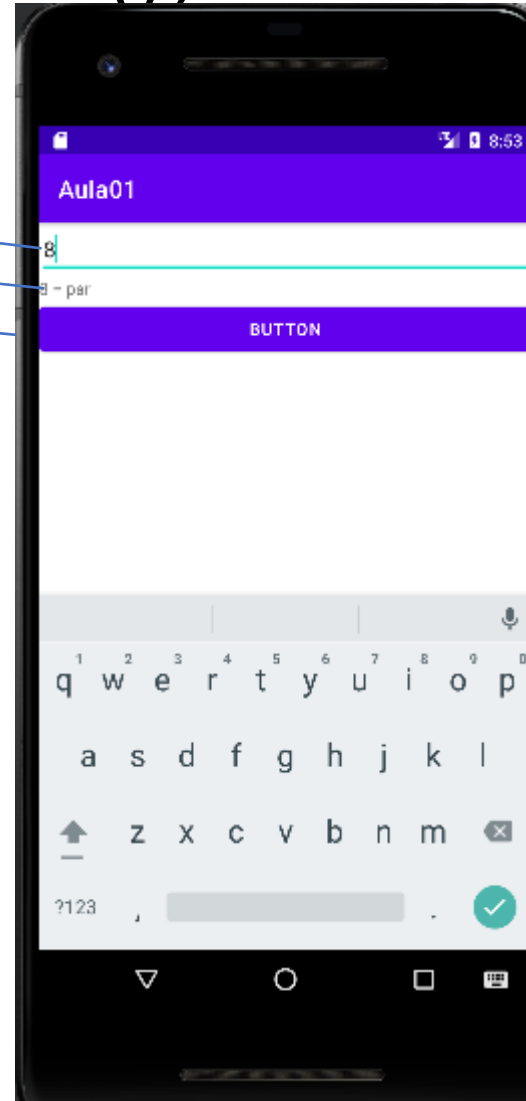 8:53
Aula01
8
8 - par
BUTTON
1 2 3 4 5 6 7 8 9 0
q w e r t y u i o p
a s d f g h j k l
z x c v b n m
?123 , .